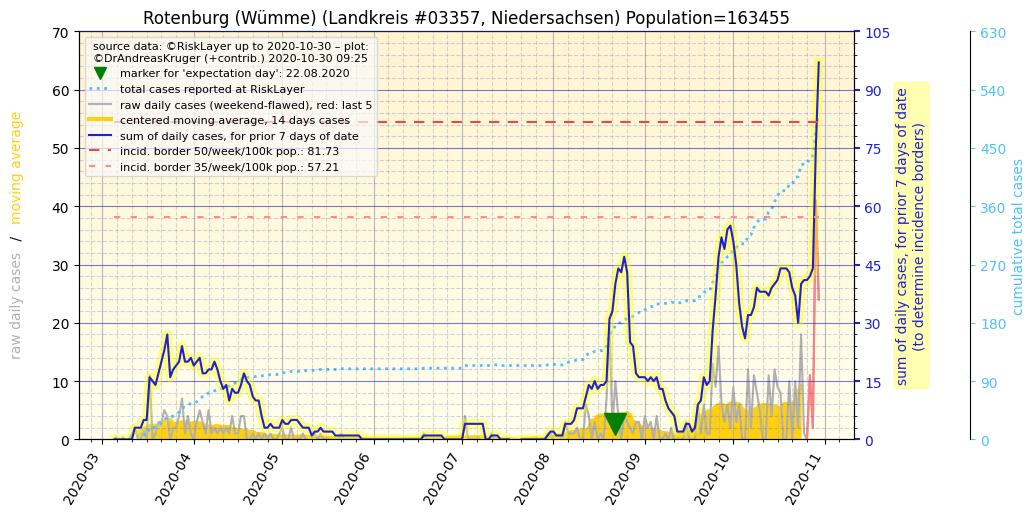 Rotenburg (Wümme) (Landkreis #03357, Niedersachsen) Population=163455
source data: ©RiskLayer up to 2020-10-30 – plot:
©DrAndreasKruger (+contrib.) 2020-10-30 09:25
marker for 'expectation day': 22.08.2020
total cases reported at RiskLayer
raw daily cases (weekend-flawed), red: last 5
centered moving average, 14 days cases
sum of daily cases, for prior 7 days of date
incid. border 50/week/100k pop.: 81.73
incid. border 35/week/100k pop.: 57.21
raw daily cases / moving average
70
60
50
40
30
20
10
0
2020-03
2020-04
2020-05
2020-06
2020-07
2020-08
2020-09
2020-10
2020-11
105
90
75
60
45
30
15
0
sum of daily cases, for prior 7 days of date
(to determine incidence borders)
630
540
450
360
270
180
90
0
cumulative total cases